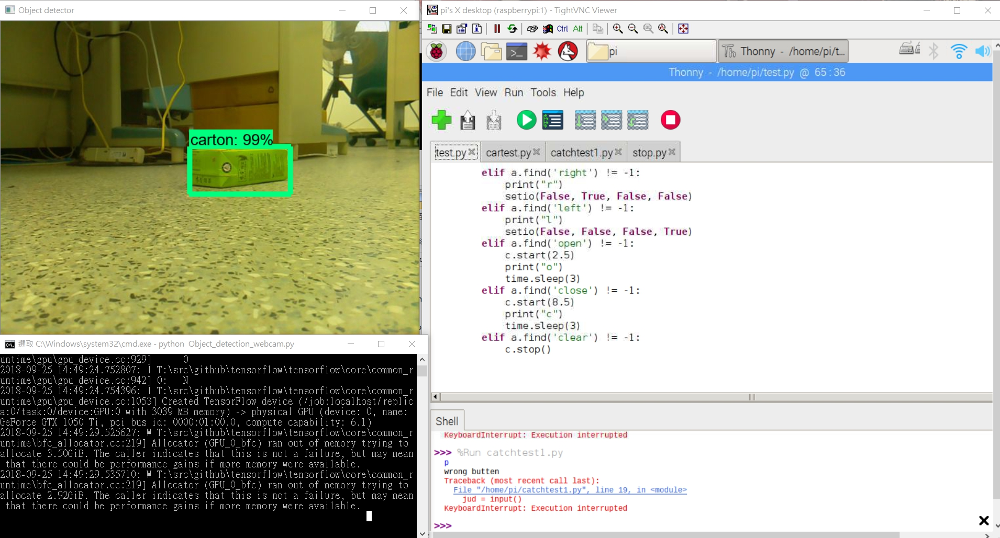 Object detector
carton: 99%
選取 C:\Windows\system32\cmd.exe - python  Object_detection_webcam.py
untime\gpu\gpu_device.cc:929]      0
2018-09-25 14:49:24.752807: I T:\src\github\tensorflow\tensorflow\core\common_r
untime\gpu\gpu_device.cc:942] 0:   N
2018-09-25 14:49:24.754396: I T:\src\github\tensorflow\tensorflow\core\common_r
untime\gpu\gpu_device.cc:1053] Created TensorFlow device (/job:localhost/replic
a:0/task:0/device:GPU:0 with 3039 MB memory) -> physical GPU (device: 0, name:
GeForce GTX 1050 Ti, pci bus id: 0000:01:00.0, compute capability: 6.1)
2018-09-25 14:49:29.525627: W T:\src\github\tensorflow\tensorflow\core\common_r
untime\bfc_allocator.cc:219] Allocator (GPU_0_bfc) ran out of memory trying to
allocate 3.50GiB. The caller indicates that this is not a failure, but may mean
that there could be performance gains if more memory were available.
2018-09-25 14:49:29.535710: W T:\src\github\tensorflow\tensorflow\core\common_r
untime\bfc_allocator.cc:219] Allocator (GPU_0_bfc) ran out of memory trying to
allocate 2.92GiB. The caller indicates that this is not a failure, but may mean
that there could be performance gains if more memory were available.
pi's X desktop (raspberrypi:1) - TightVNC Viewer
Ctrl Alt
pi
Thonny - /home/pi/t...
Thonny - /home/pi/test.py @ 65:36
File Edit View Run Tools Help
test.py cartest.py catchtest1.py stop.py
elif a.find('right') != -1:
print("r")
setio(False, True, False, False)
elif a.find('left') != -1:
print("l")
setio(False, False, False, True)
elif a.find('open') != -1:
c.start(2.5)
print("o")
time.sleep(3)
elif a.find('close') != -1:
c.start(8.5)
print("c")
time.sleep(3)
elif a.find('clear') != -1:
c.stop()
Shell
KeyboardInterrupt: Execution interrupted
>>> %Run catchtest1.py
p
wrong butten
Traceback (most recent call last):
File "/home/pi/catchtest1.py", line 19, in <module>
jud = input()
KeyboardInterrupt: Execution interrupted
>>>